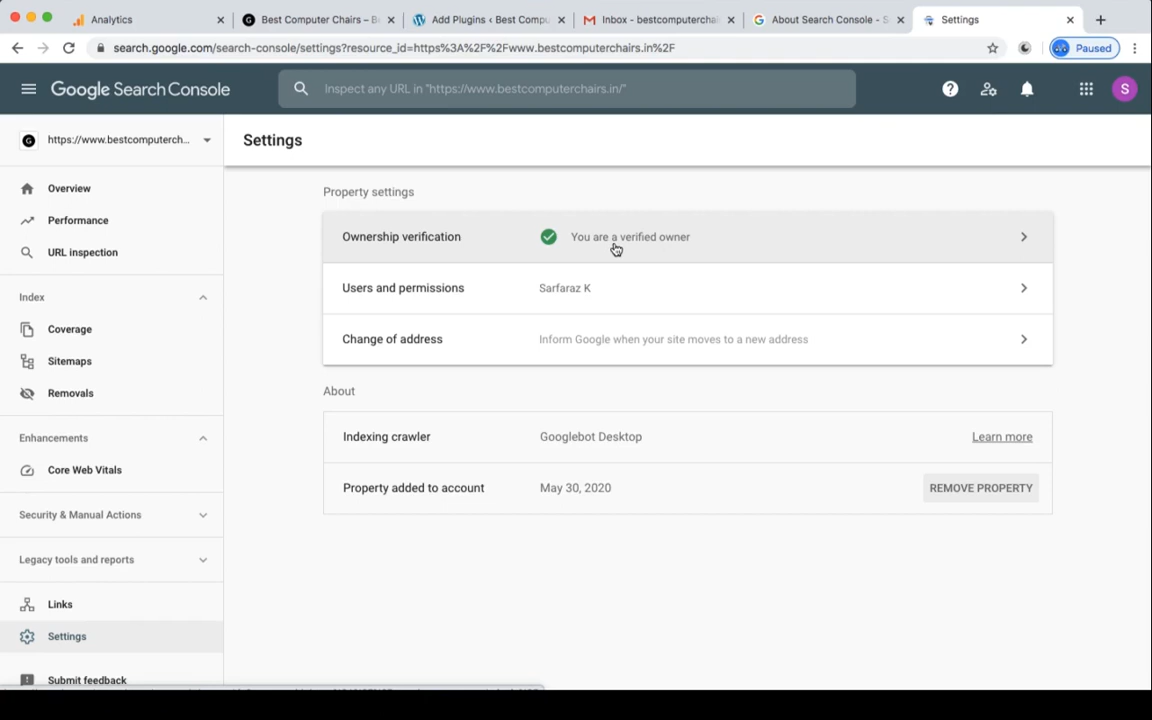 Analytics
Best Computer Chairs – B
Add Plugins ‹ Best Compu
Inbox - bestcomputerchai
About Search Console - S
Settings
search.google.com/search-console/settings?resource_id=https%3A%2F%2Fwww.bestcomputerchairs.in%2F
Paused
Google Search Console
Inspect any URL in "https://www.bestcomputerchairs.in/"
S
https://www.bestcomputerch...
Settings
Overview
Performance
URL inspection
Index
Coverage
Sitemaps
Removals
Enhancements
Core Web Vitals
Security & Manual Actions
Legacy tools and reports
Links
Settings
Submit feedback
Property settings
Ownership verification
You are a verified owner
Users and permissions
Sarfaraz K
Change of address
Inform Google when your site moves to a new address
About
Indexing crawler
Googlebot Desktop
Learn more
Property added to account
May 30, 2020
REMOVE PROPERTY